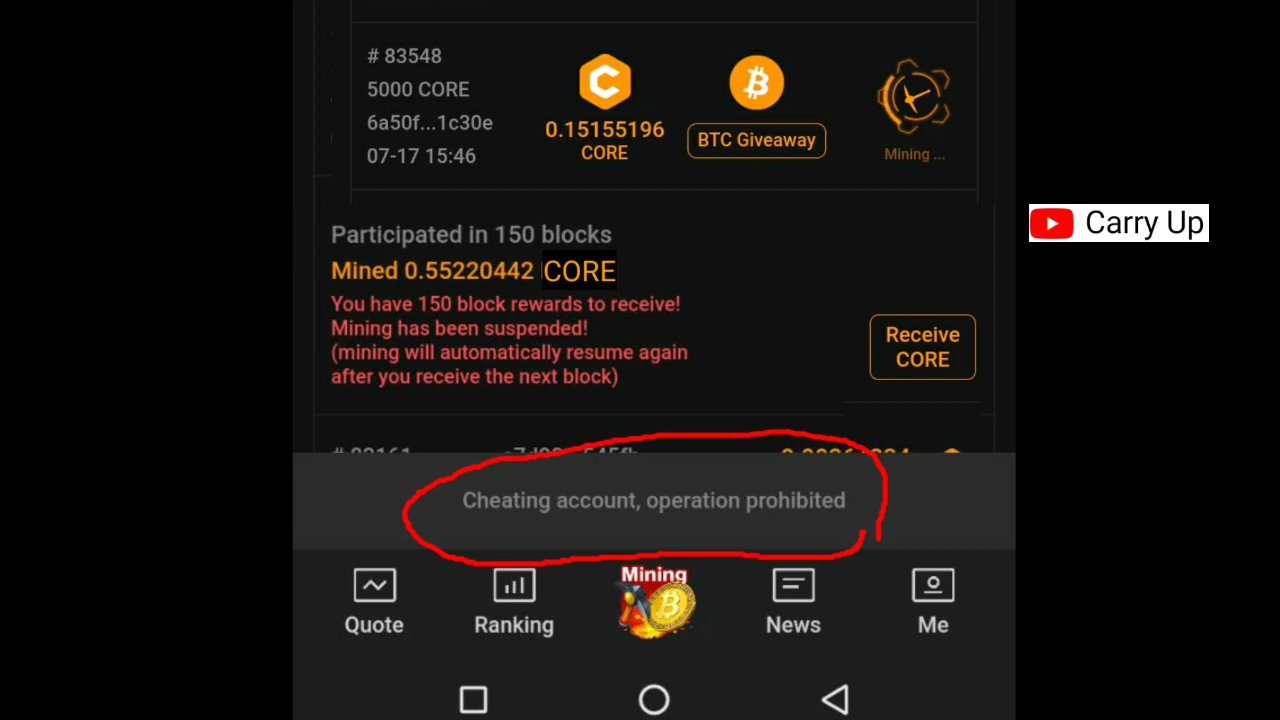 # 83548
5000 CORE
6a50f...1c30e
07-17 15:46
0.15155196
CORE
BTC Giveaway
Mining ...
Carry Up
Participated in 150 blocks
Mined 0.55220442 CORE
You have 150 block rewards to receive!
Mining has been suspended!
(mining will automatically resume again
after you receive the next block)
Receive
CORE
Cheating account, operation prohibited
Mining
Quote
Ranking
News
Me